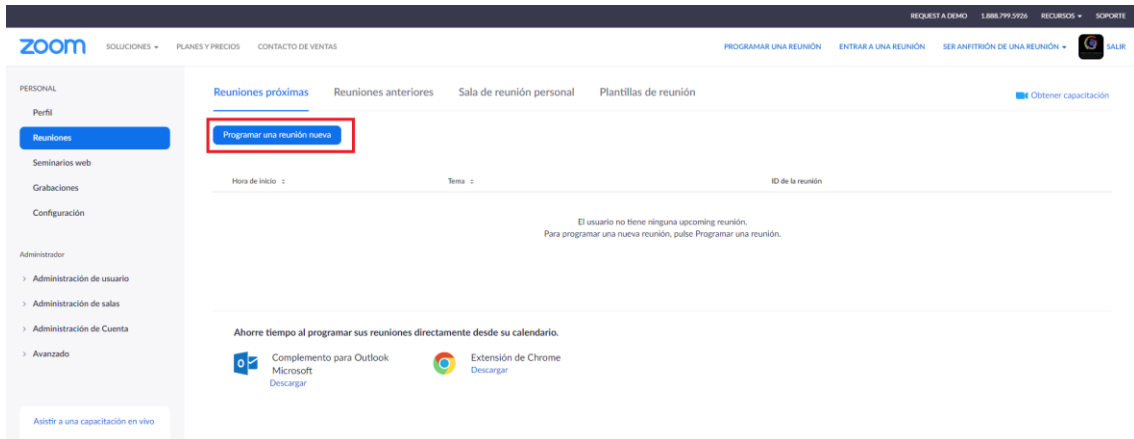 REQUEST A DEMO 1.888.799.5926 RECURSOS SOPORTE
zoom SOLUCIONES PLANES Y PRECIOS CONTACTO DE VENTAS PROGRAMAR UNA REUNIÓN ENTRAR A UNA REUNIÓN SER ANFITRIÓN DE UNA REUNIÓN SALIR
PERSONAL
Perfil
Reuniones
Seminarios web
Grabaciones
Configuración
Administrador
Administración de usuario
Administración de salas
Administración de Cuenta
Avanzado
Asistir a una capacitación en vivo
Reuniones próximas Reuniones anteriores Sala de reunión personal Plantillas de reunión
Obtener capacitación
Programar una reunión nueva
Hora de inicio Tema ID de la reunión
El usuario no tiene ninguna upcoming reunión.
Para programar una nueva reunión, pulse Programar una reunión.
Ahorre tiempo al programar sus reuniones directamente desde su calendario.
Complemento para Outlook
Microsoft
Descargar
Extensión de Chrome
Descargar